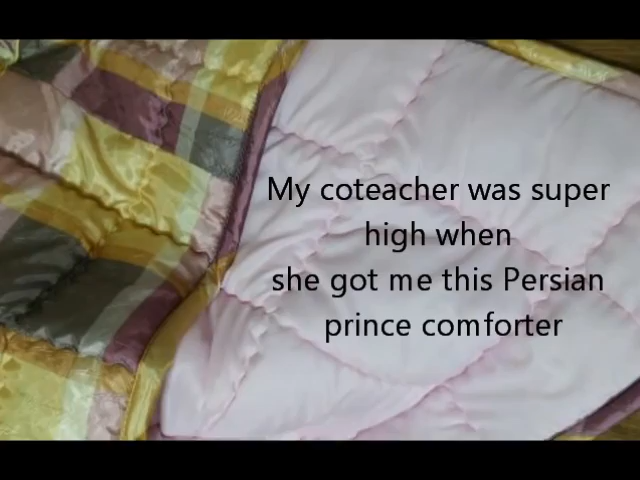 My coteacher was super
high when
she got me this Persian
prince comforter